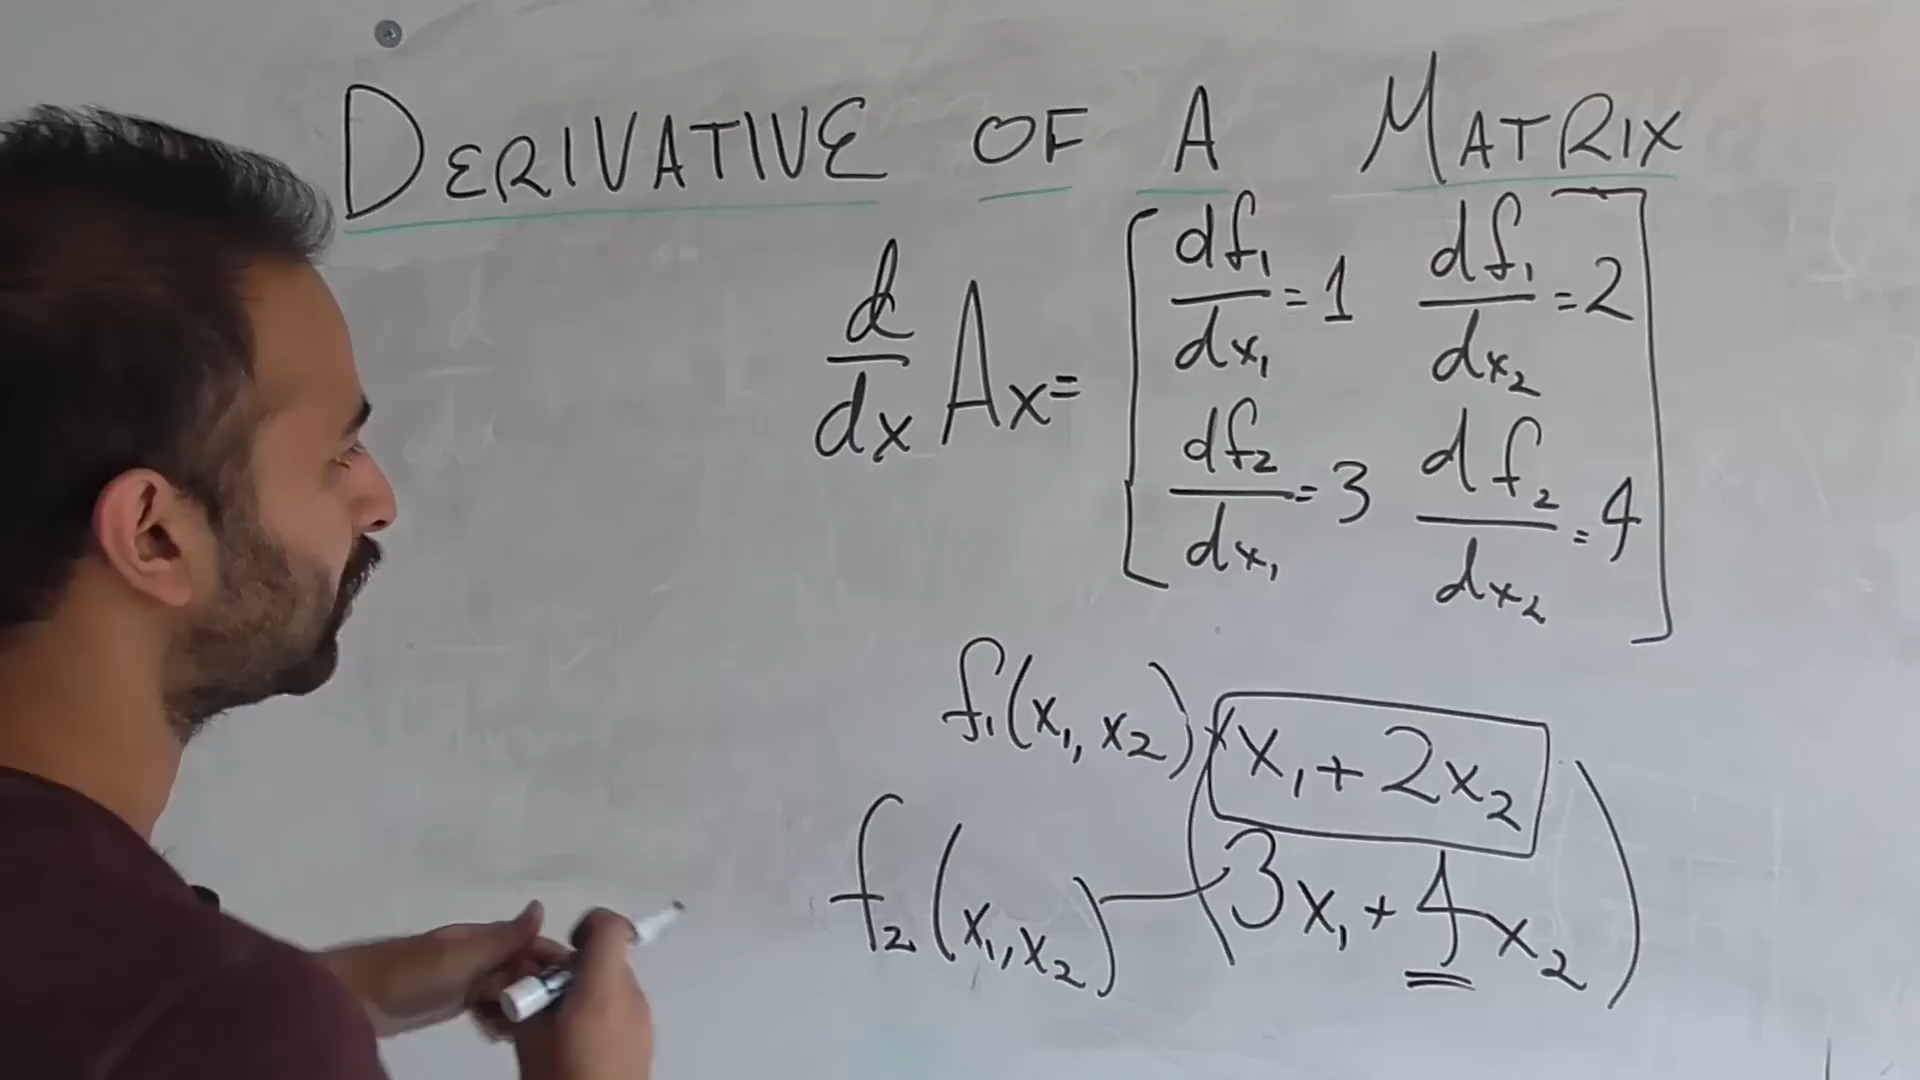 DERIVATIVE OF A MATRIX
d/dx Ax = [ df₁/dx₁ = 1 df₁/dx₂ = 2
df₂/dx₁ = 3 df₂/dx₂ = 4 ]
f₁(x₁, x₂) ( x₁ + 2x₂
f₂(x₁, x₂) — 3x₁ + 4x₂ )